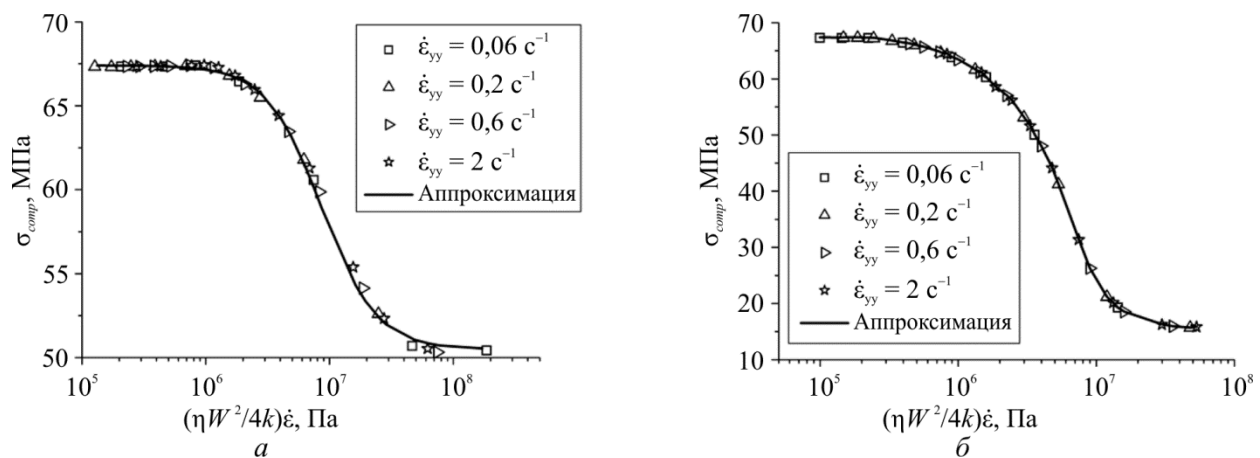 70
65
60
55
50
σcomp, МПа
10⁵
10⁶
10⁷
10⁸
(ηW²/4k)ε̇, Па
ε̇yy = 0,06 с⁻¹
ε̇yy = 0,2 с⁻¹
ε̇yy = 0,6 с⁻¹
ε̇yy = 2 с⁻¹
Аппроксимация
а
70
60
50
40
30
20
10
σcomp, МПа
10⁵
10⁶
10⁷
10⁸
(ηW²/4k)ε̇, Па
ε̇yy = 0,06 с⁻¹
ε̇yy = 0,2 с⁻¹
ε̇yy = 0,6 с⁻¹
ε̇yy = 2 с⁻¹
Аппроксимация
б